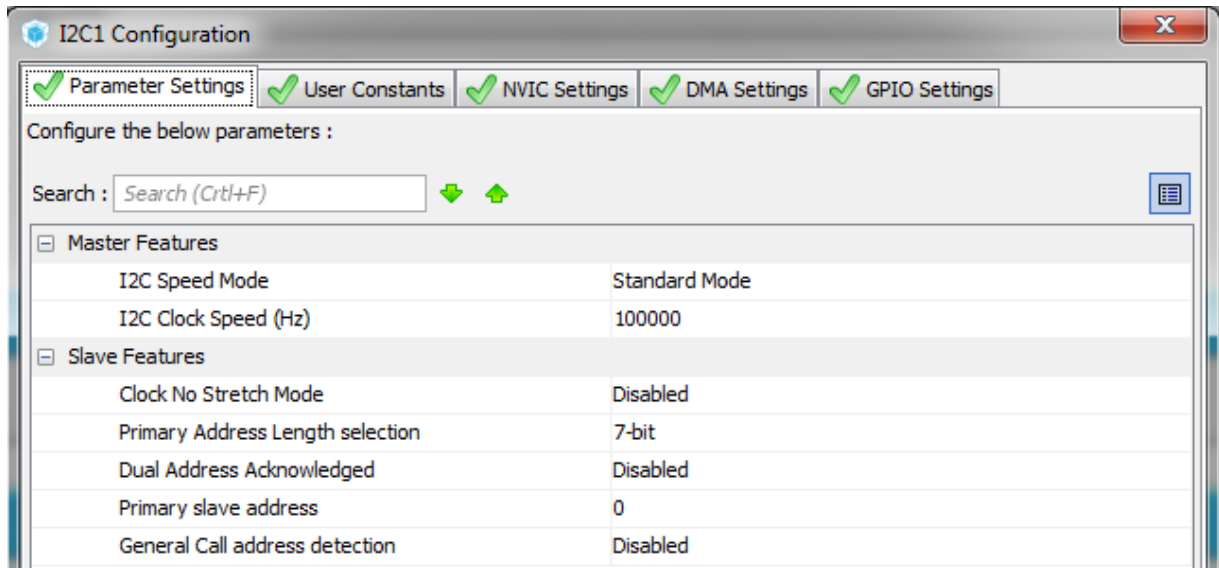 I2C1 Configuration
Parameter Settings User Constants NVIC Settings DMA Settings GPIO Settings
Configure the below parameters :
Search : Search (Crtl+F)
Master Features
I2C Speed Mode Standard Mode
I2C Clock Speed (Hz) 100000
Slave Features
Clock No Stretch Mode Disabled
Primary Address Length selection 7-bit
Dual Address Acknowledged Disabled
Primary slave address 0
General Call address detection Disabled